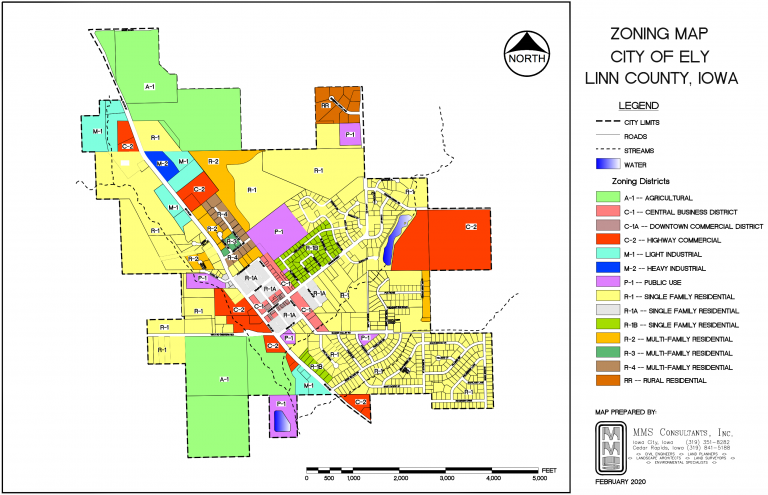 ZONING MAP
CITY OF ELY
LINN COUNTY, IOWA
LEGEND
CITY LIMITS
ROADS
STREAMS
WATER
Zoning Districts
A-1 -- AGRICULTURAL
C-1 -- CENTRAL BUSINESS DISTRICT
C-1A -- DOWNTOWN COMMERCIAL DISTRICT
C-2 -- HIGHWAY COMMERCIAL
M-1 -- LIGHT INDUSTRIAL
M-2 -- HEAVY INDUSTRIAL
P-1 -- PUBLIC USE
R-1 -- SINGLE FAMILY RESIDENTIAL
R-1A -- SINGLE FAMILY RESIDENTIAL
R-1B -- SINGLE FAMILY RESIDENTIAL
R-2 -- MULTI-FAMILY RESIDENTIAL
R-3 -- MULTI-FAMILY RESIDENTIAL
R-4 -- MULTI-FAMILY RESIDENTIAL
RR -- RURAL RESIDENTIAL
MAP PREPARED BY:
MMS
MMS CONSULTANTS, INC.
Iowa City, Iowa (319) 351-8282
Cedar Rapids, Iowa (319) 841-5188
<> CIVIL ENGINEERS <> LAND PLANNERS <>
<> LANDSCAPE ARCHITECTS <> LAND SURVEYORS <>
<> ENVIRONMENTAL SPECIALISTS <>
FEBRUARY 2020
NORTH
A-1
RR
M-1
C-2
R-1
P-1
M-2
M-1
R-2
R-1
R-1
C-2
R-1
M-1
R-4
P-1
C-2
R-1
R-2
R-3
R-1B
R-4
R-2
P-1
R-1A
C-1
R-1A
R-1A
R-1
C-1
C-2
R-1A
C-1
R-1
P-1
P-1
C-2
R-1
R-1
R-1B
R-1
A-1
M-1
P-1
C-2
FEET
0 500 1,000 2,000 3,000 4,000 5,000